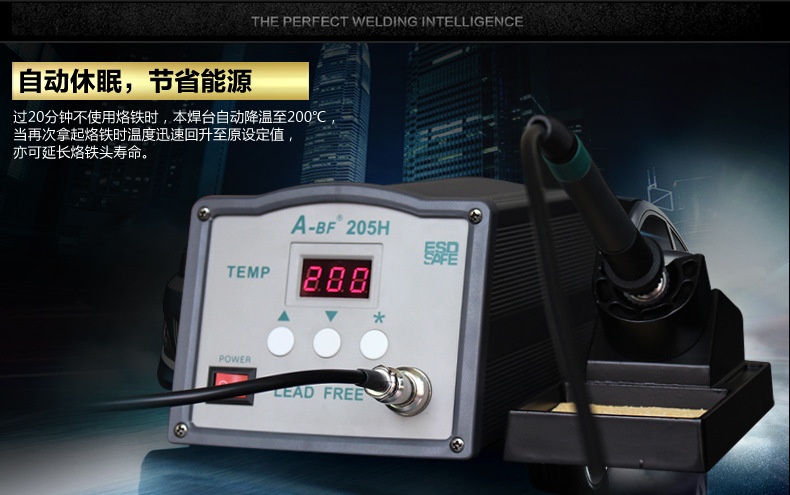 THE PERFECT WELDING INTELLIGENCE
自动休眠，节省能源
过20分钟不使用烙铁时，本焊台自动降温至200℃，
当再次拿起烙铁时温度迅速回升至原设定值，
亦可延长烙铁头寿命。
A-BF® 205H
ESD
SAFE
TEMP
200
▲ ▼ *
POWER
LEAD FREE